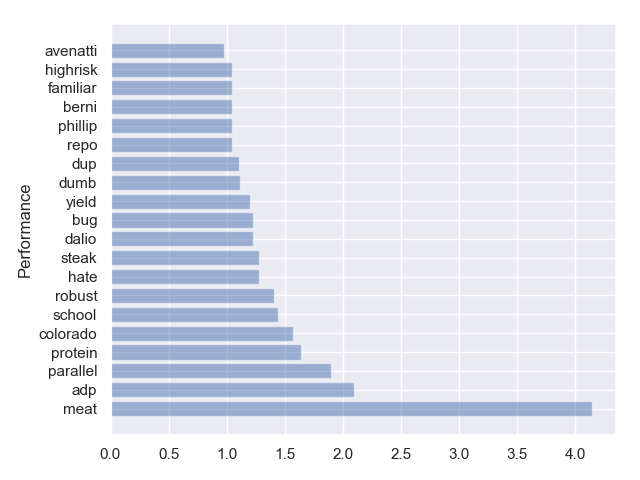 avenatti
highrisk
familiar
berni
phillip
repo
dup
dumb
yield
bug
dalio
steak
hate
robust
school
colorado
protein
parallel
adp
meat
Performance
0.0 0.5 1.0 1.5 2.0 2.5 3.0 3.5 4.0